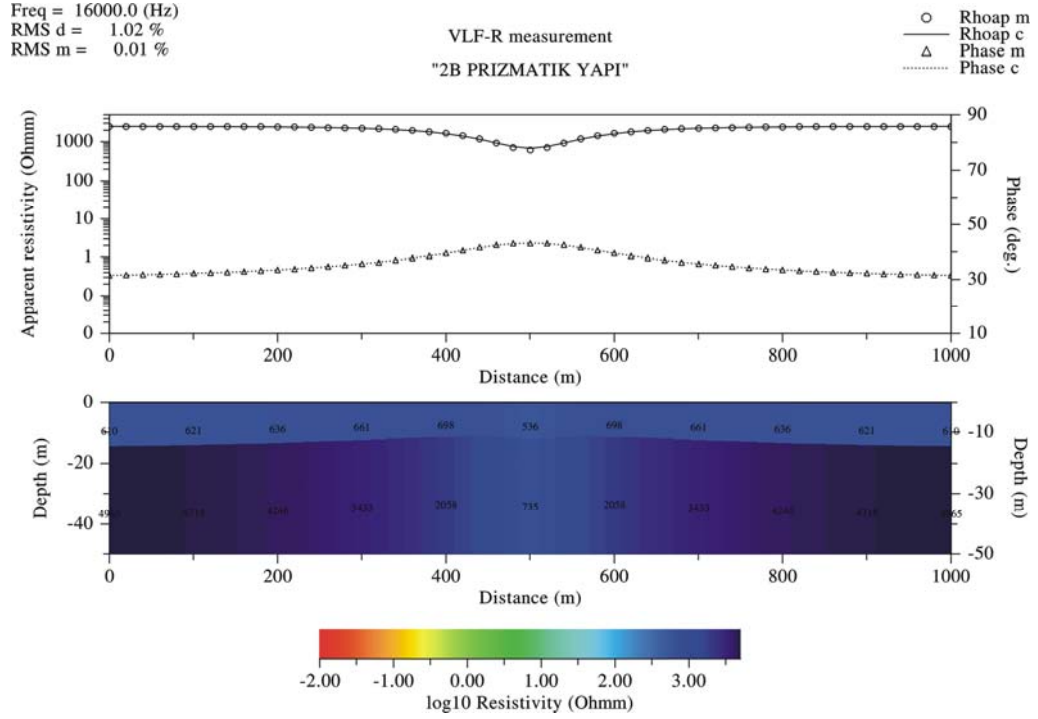 Freq = 16000.0 (Hz)
RMS d = 1.02 %
RMS m = 0.01 %
VLF-R measurement
"2B PRIZMATIK YAPI"
Rhoap m
Rhoap c
Phase m
Phase c
Apparent resistivity (Ohmm)
1000
100
10
1
0
0
90
70
50
30
10
Phase (deg.)
0 200 400 600 800 1000
Distance (m)
Depth (m)
0
-20
-40
-10
-30
-50
Depth (m)
621 636 661 698 536 698 661 636 621
3433 2058 735 2058 3433
0 200 400 600 800 1000
Distance (m)
-2.00 -1.00 0.00 1.00 2.00 3.00
log10 Resistivity (Ohmm)